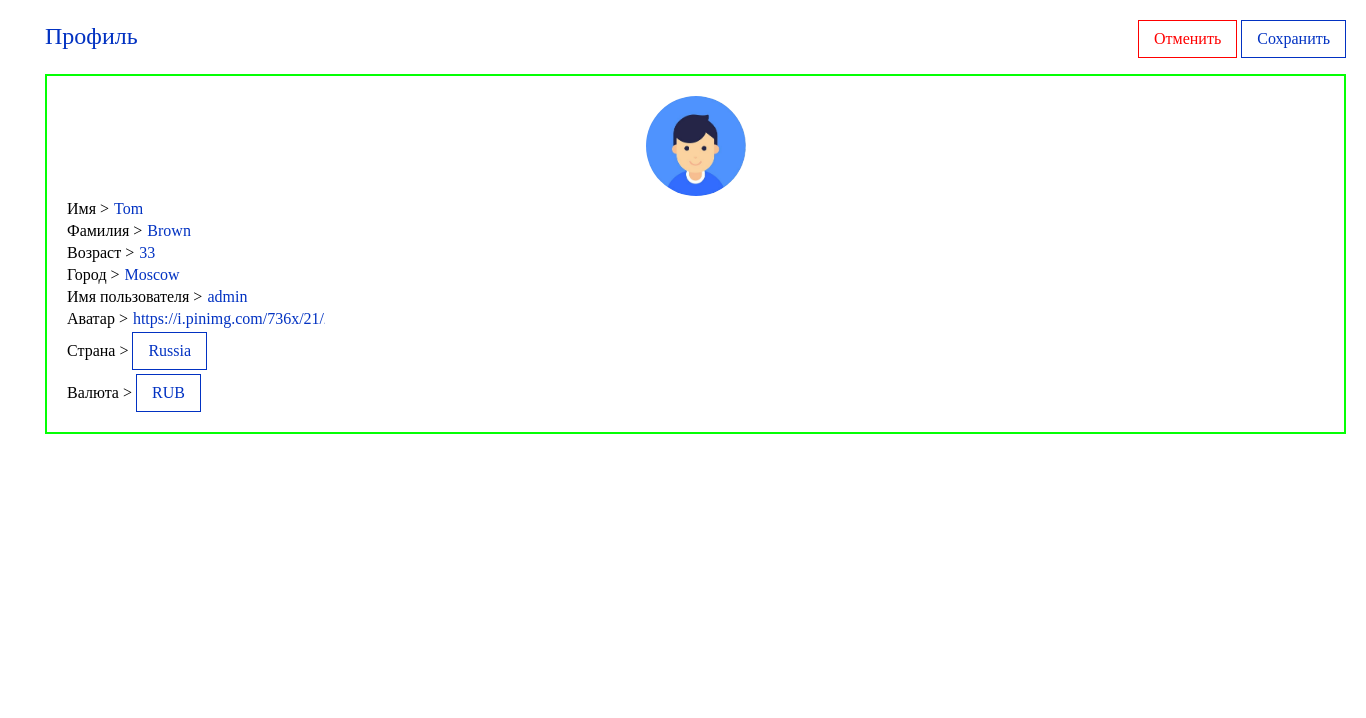 Профиль
Отменить Сохранить
Имя > Tom
Фамилия > Brown
Возраст > 33
Город > Moscow
Имя пользователя > admin
Аватар > https://i.pinimg.com/736x/21/
Страна > Russia
Валюта > RUB